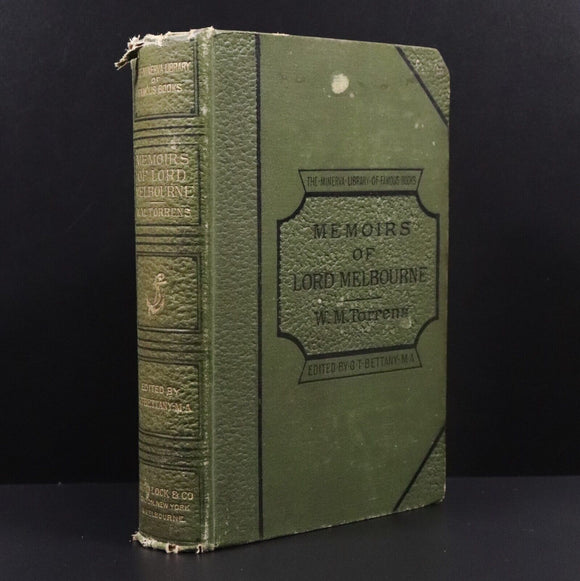 MINERVA·LIBRARY
OF
FAMOUS BOOKS
MEMOIRS
OF LORD
MELBOURNE
W.M.TORRENS
EDITED BY
BETTANY·M·A
LOCK & CO
NEW YORK
MELBOURNE
THE·MINERVA·LIBRARY·OF·FAMOUS·BOOKS
MEMOIRS
OF
LORD MELBOURNE
W.M.Torrens
EDITED·BY·G·T·BETTANY·M·A